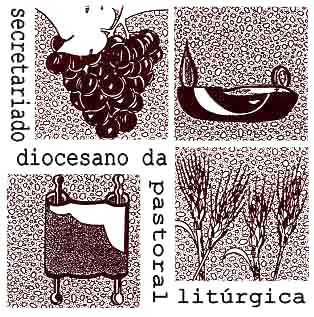 secretariado
diocesano da
pastoral
litúrgica